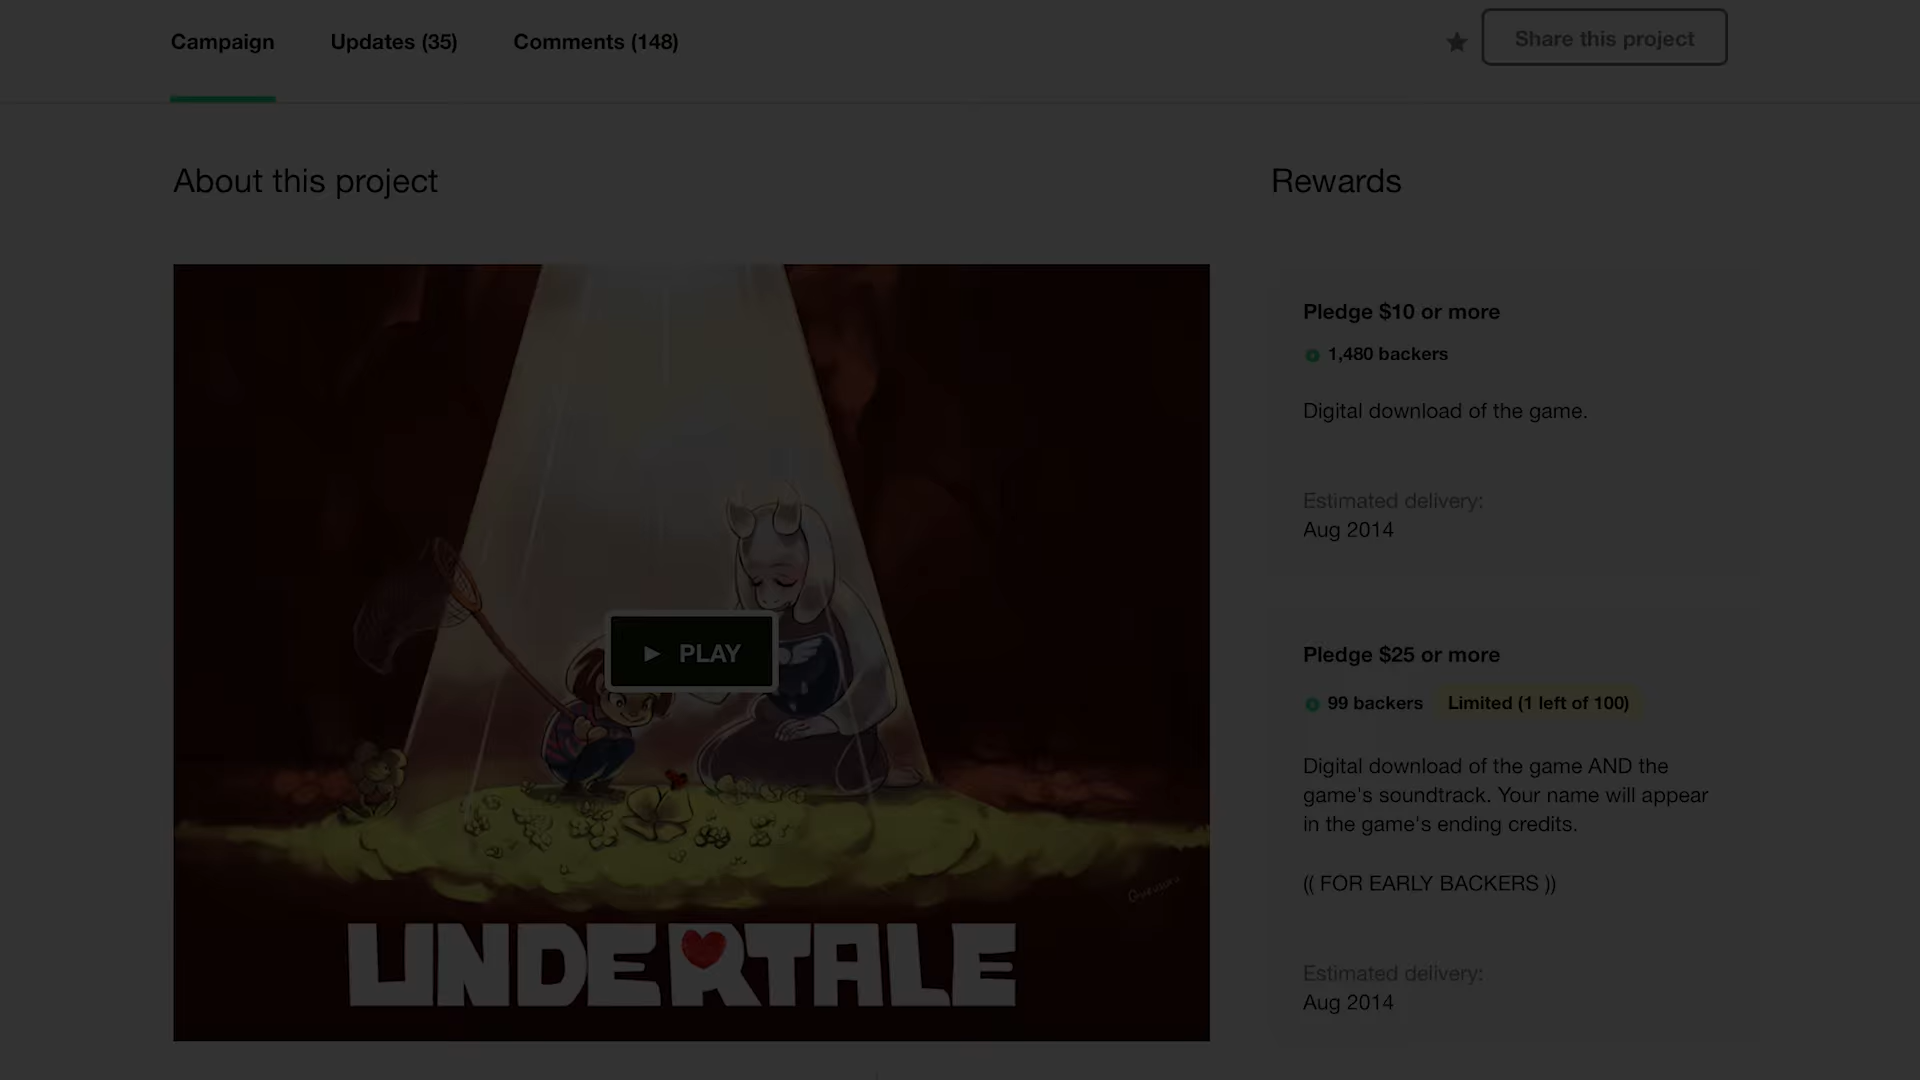 Campaign
Updates (35)
Comments (148)
Share this project
About this project
Rewards
PLAY
UNDERTALE
Pledge $10 or more
1,480 backers
Digital download of the game.
Estimated delivery:
Aug 2014
Pledge $25 or more
99 backers Limited (1 left of 100)
Digital download of the game AND the
game's soundtrack. Your name will appear
in the game's ending credits.
(( FOR EARLY BACKERS ))
Estimated delivery:
Aug 2014